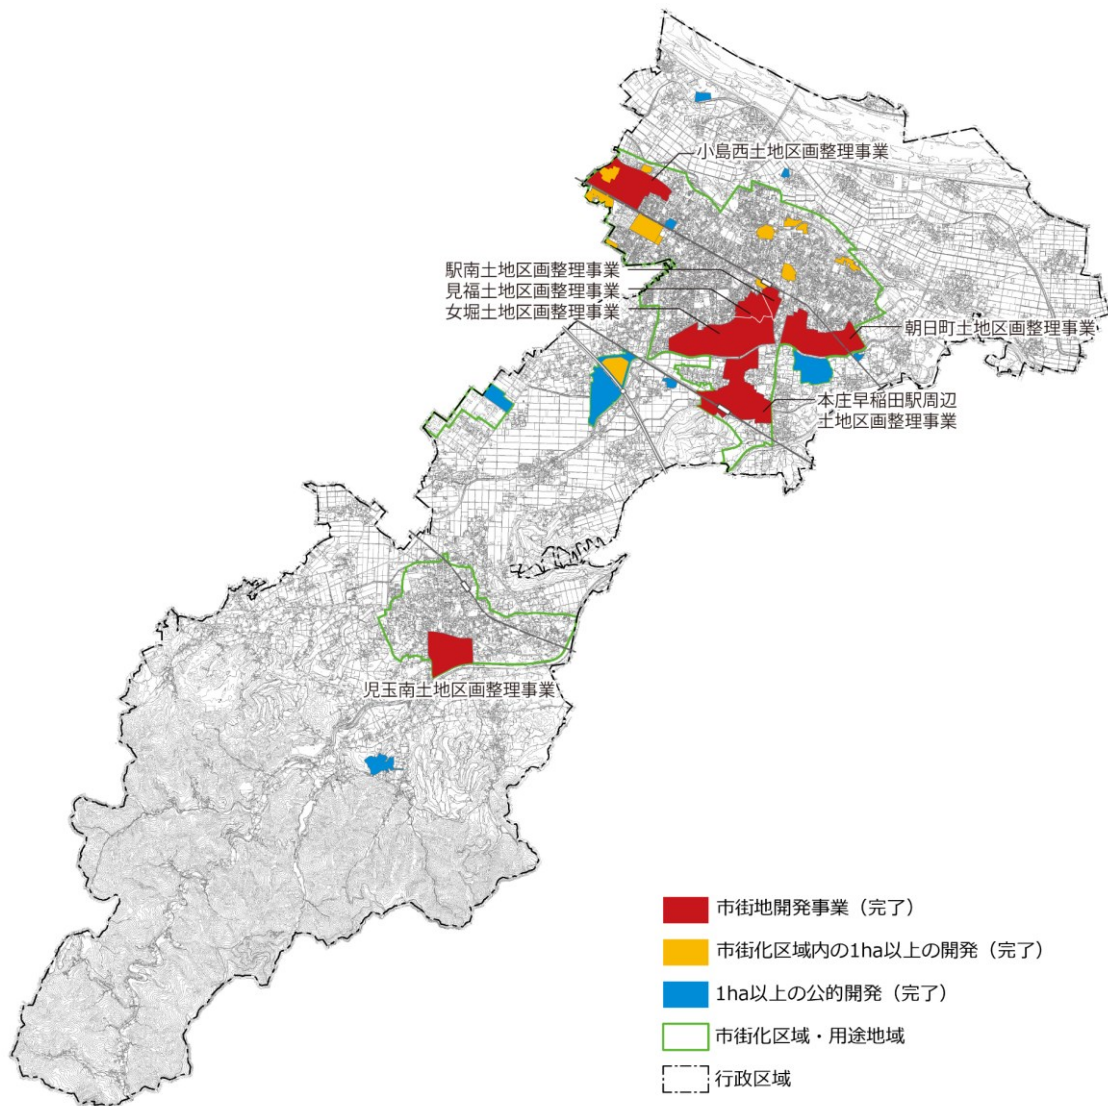 小島西土地区画整理事業
駅南土地区画整理事業
見福土地区画整理事業
女堀土地区画整理事業
朝日町土地区画整理事業
本庄早稲田駅周辺
土地区画整理事業
児玉南土地区画整理事業
市街地開発事業（完了）
市街化区域内の1ha以上の開発（完了）
1ha以上の公的開発（完了）
市街化区域・用途地域
行政区域